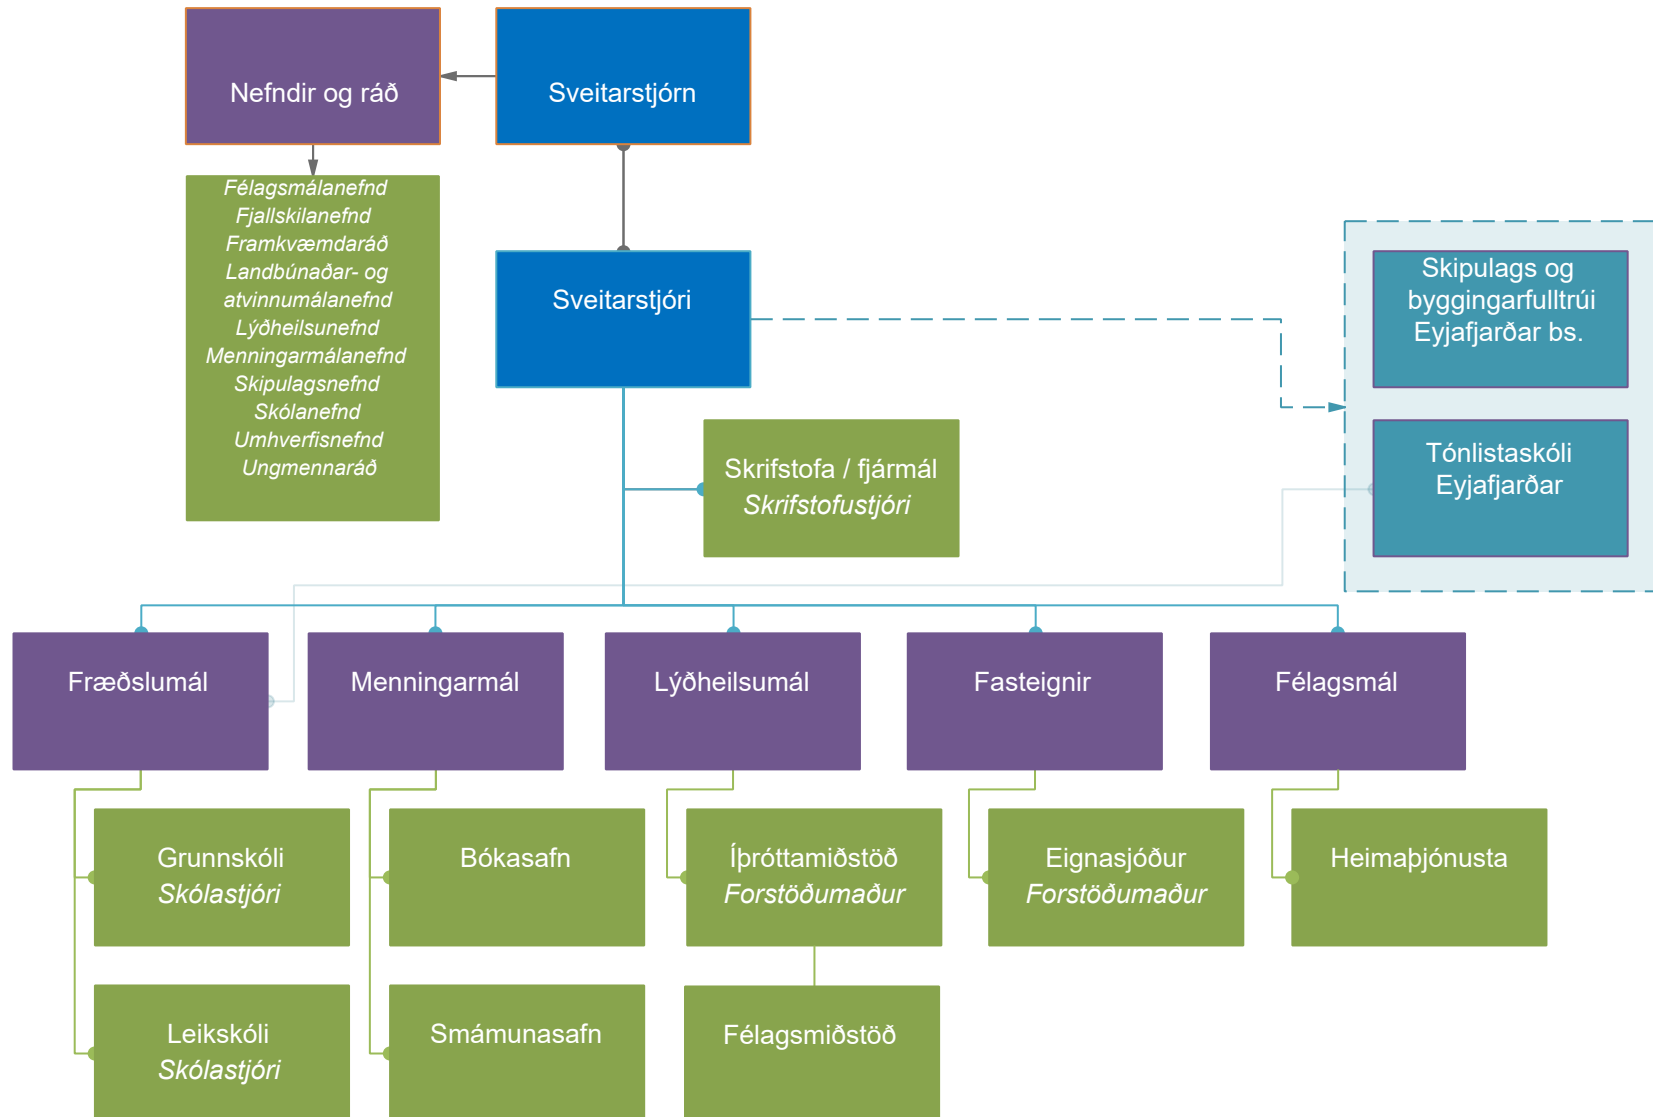 Nefndir og ráð
Sveitarstjórn
Félagsmálanefnd
Fjallskilanefnd
Framkvæmdaráð
Landbúnaðar- og
atvinnumálanefnd
Lýðheilsunefnd
Menningarmálanefnd
Skipulagsnefnd
Skólanefnd
Umhverfisnefnd
Ungmennaráð
Sveitarstjóri
Skipulags og
byggingarfulltrúi
Eyjafjarðar bs.
Tónlistaskóli
Eyjafjarðar
Skrifstofa / fjármál
Skrifstofustjóri
Fræðslumál
Menningarmál
Lýðheilsumál
Fasteignir
Félagsmál
Grunnskóli
Skólastjóri
Bókasafn
Íþróttamiðstöð
Forstöðumaður
Eignasjóður
Forstöðumaður
Heimaþjónusta
Leikskóli
Skólastjóri
Smámunasafn
Félagsmiðstöð